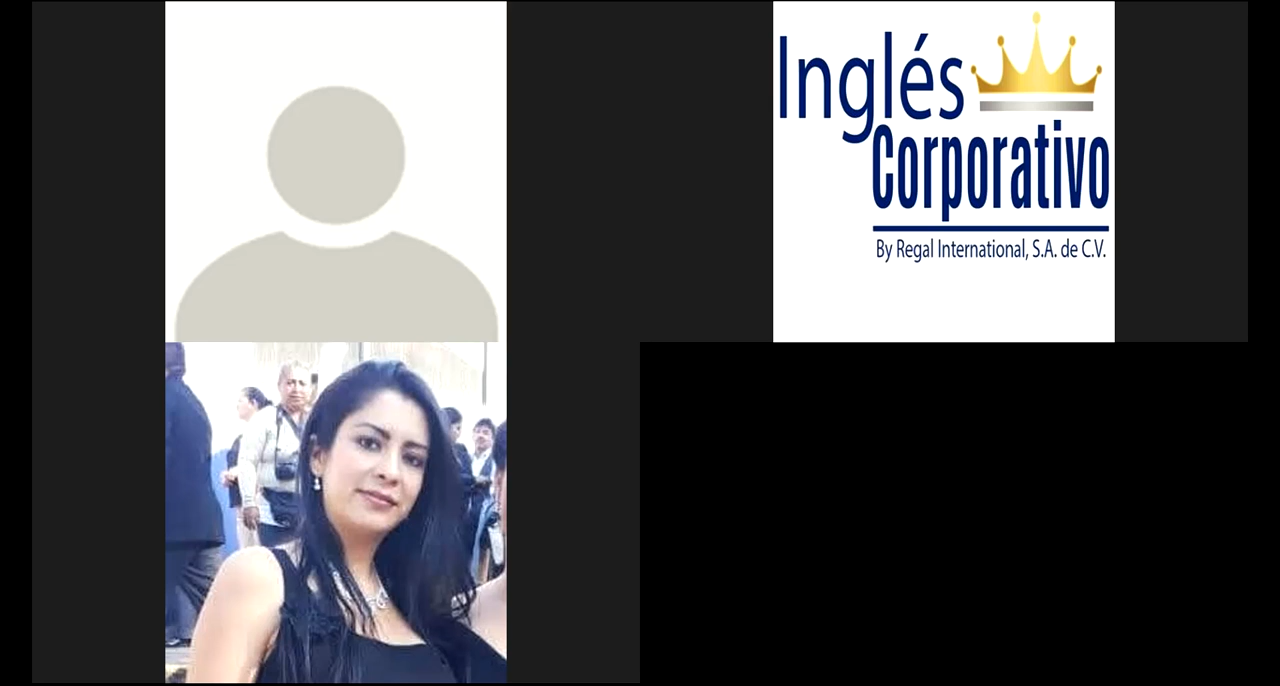 Inglés
Corporativo
By Regal International, S.A. de C.V.